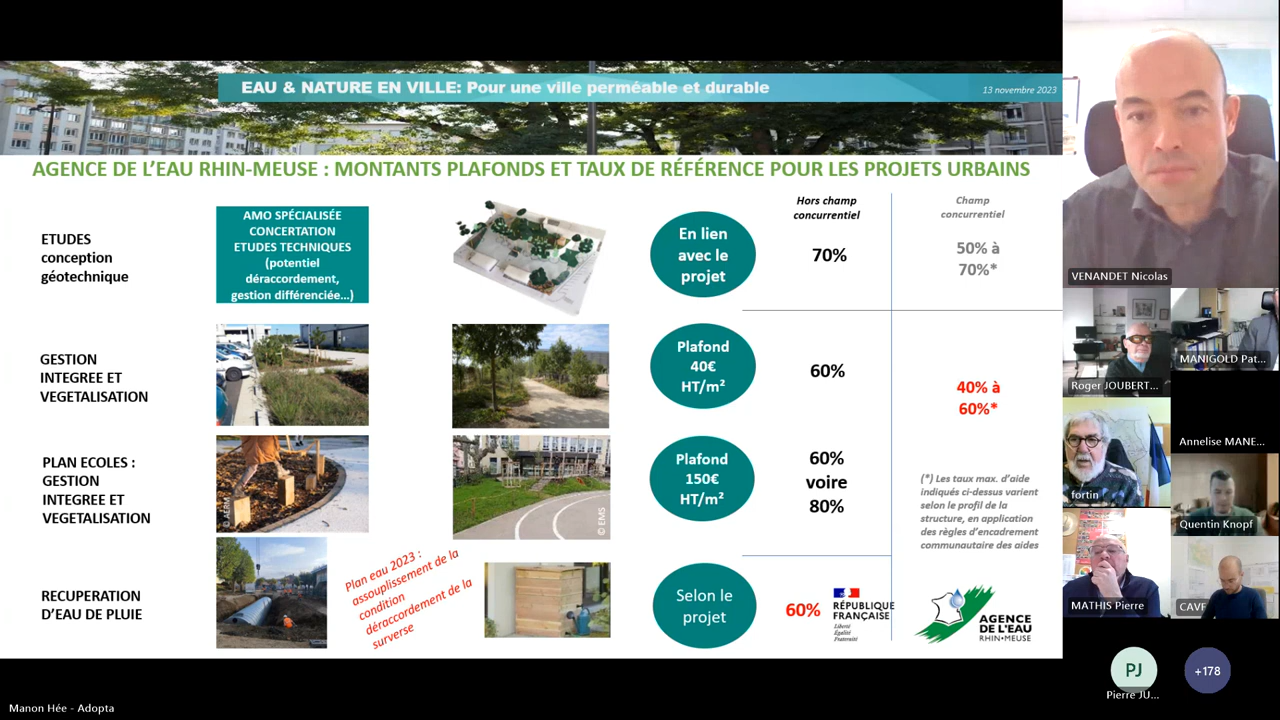 EAU & NATURE EN VILLE: Pour une ville perméable et durable
13 novembre 2023
AGENCE DE L'EAU RHIN-MEUSE : MONTANTS PLAFONDS ET TAUX DE RÉFÉRENCE POUR LES PROJETS URBAINS
Hors champ
concurrentiel
Champ
concurrentiel
ETUDES
conception
géotechnique
AMO SPÉCIALISÉE
CONCERTATION
ETUDES TECHNIQUES
(potentiel
déraccordement,
gestion différenciée...)
En lien
avec le
projet
70%
50% à
70%*
GESTION
INTEGREE ET
VEGETALISATION
Plafond
40€
HT/m²
60%
40% à
60%*
PLAN ECOLES :
GESTION
INTEGREE ET
VEGETALISATION
© AERM
© EMS
Plafond
150€
HT/m²
60%
voire
80%
(*) Les taux max. d'aide
indiqués ci-dessus varient
selon le profil de la
structure, en application
des règles d'encadrement
communautaire des aides
RECUPERATION
D'EAU DE PLUIE
Plan eau 2023 :
assouplissement de la
condition
déraccordement de la
surverse
Selon le
projet
60%
RÉPUBLIQUE
FRANÇAISE
Liberté
Égalité
Fraternité
AGENCE
DE L'EAU
RHIN•MEUSE
VENANDET Nicolas
Roger JOUBERT...
MANIGOLD Pat...
fortin
Annelise MANE...
Quentin Knopf
MATHIS Pierre
CAVE
PJ
+178
Pierre JU...
Manon Hée - Adopta